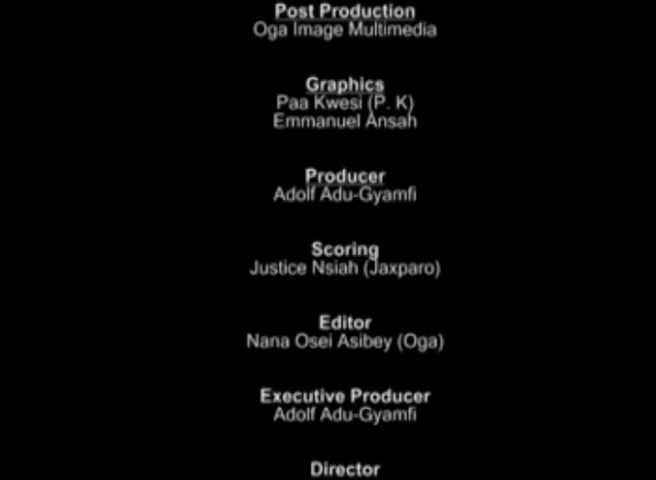 Post Production
Oga Image Multimedia
Graphics
Paa Kwesi (P. K)
Emmanuel Ansah
Producer
Adolf Adu-Gyamfi
Scoring
Justice Nsiah (Jaxparo)
Editor
Nana Osei Asibey (Oga)
Executive Producer
Adolf Adu-Gyamfi
Director